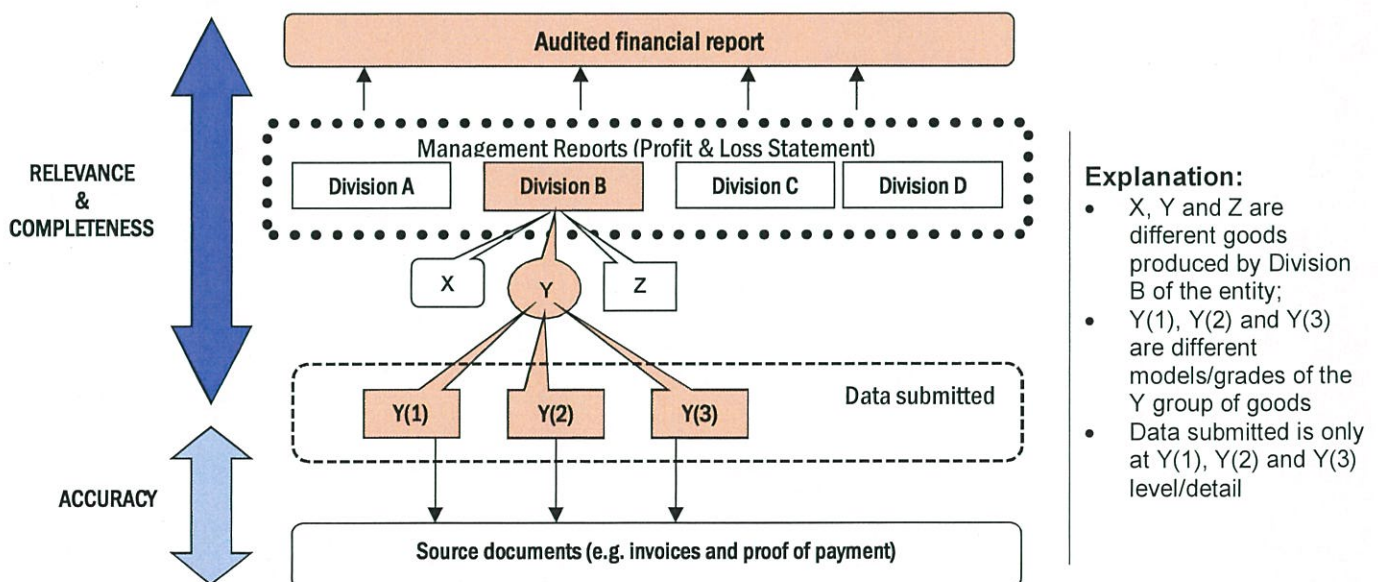 Audited financial report
Management Reports (Profit & Loss Statement)
Division A
Division B
Division C
Division D
RELEVANCE
&
COMPLETENESS
X
Y
Z
Data submitted
Y(1)
Y(2)
Y(3)
ACCURACY
Source documents (e.g. invoices and proof of payment)
Explanation:
• X, Y and Z are
different goods
produced by Division
B of the entity;
• Y(1), Y(2) and Y(3)
are different
models/grades of the
Y group of goods
• Data submitted is only
at Y(1), Y(2) and Y(3)
level/detail